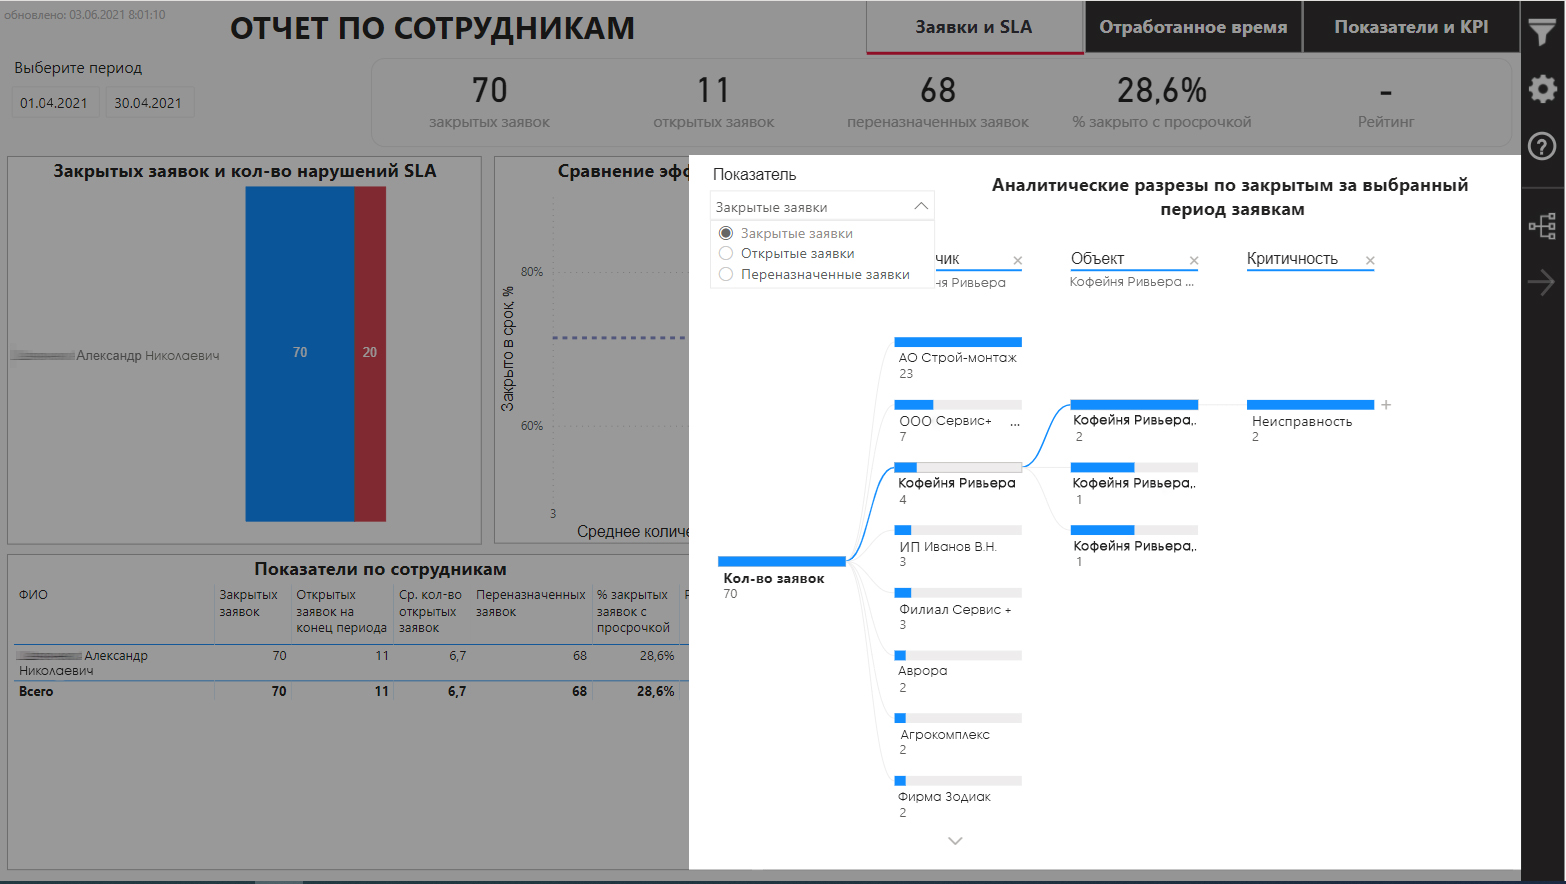 обновлено: 03.06.2021 8:01:10
ОТЧЕТ ПО СОТРУДНИКАМ
Заявки и SLA
Отработанное время
Показатели и KPI
Выберите период
01.04.2021
30.04.2021
70
закрытых заявок
11
открытых заявок
68
переназначенных заявок
28,6%
% закрыто с просрочкой
-
Рейтинг
Закрытых заявок и кол-во нарушений SLA
Александр Николаевич
70
20
Сравнение эфф
Закрыто в срок, %
80%
60%
3
Среднее количе
Показатель
Закрытые заявки
Закрытые заявки
Открытые заявки
Переназначенные заявки
Аналитические разрезы по закрытым за выбранный
период заявкам
чик
Ривьера
Объект
Кофейня Ривьера ...
Критичность
Кол-во заявок
70
АО Строй-монтаж
23
ООО Сервис+ ...
7
Кофейня Ривьера
4
ИП Иванов В.Н.
3
Филиал Сервис +
3
Аврора
2
Агрокомплекс
2
Фирма Зодиак
2
Кофейня Ривьера,.
2
Кофейня Ривьера,.
1
Кофейня Ривьера,.
1
Неисправность
2
Показатели по сотрудникам
ФИО
Закрытых
заявок
Открытых
заявок на
конец периода
Ср. кол-во
открытых
заявок
Переназначенных
заявок
% закрытых
заявок с
просрочкой
Александр
Николаевич
70 11 6,7 68 28,6%
Всего 70 11 6,7 68 28,6%